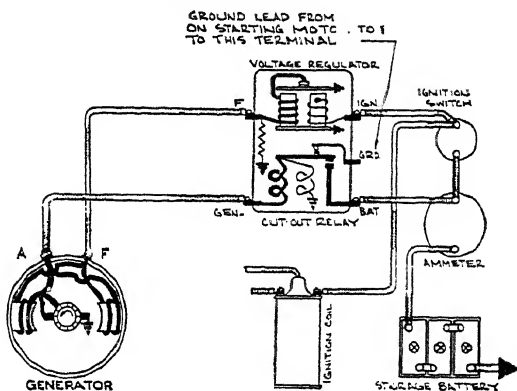 GROUND LEAD FROM
ON STARTING MOTC . TO
TO THIS TERMINAL
VOLTAGE REGULATOR
F
IGN
IGNITION
SWITCH
GRD
GEN.
BAT
CUT-OUT RELAY
A
F
AMMETER
IGNITION COIL
GENERATOR
STORAGE BATTERY